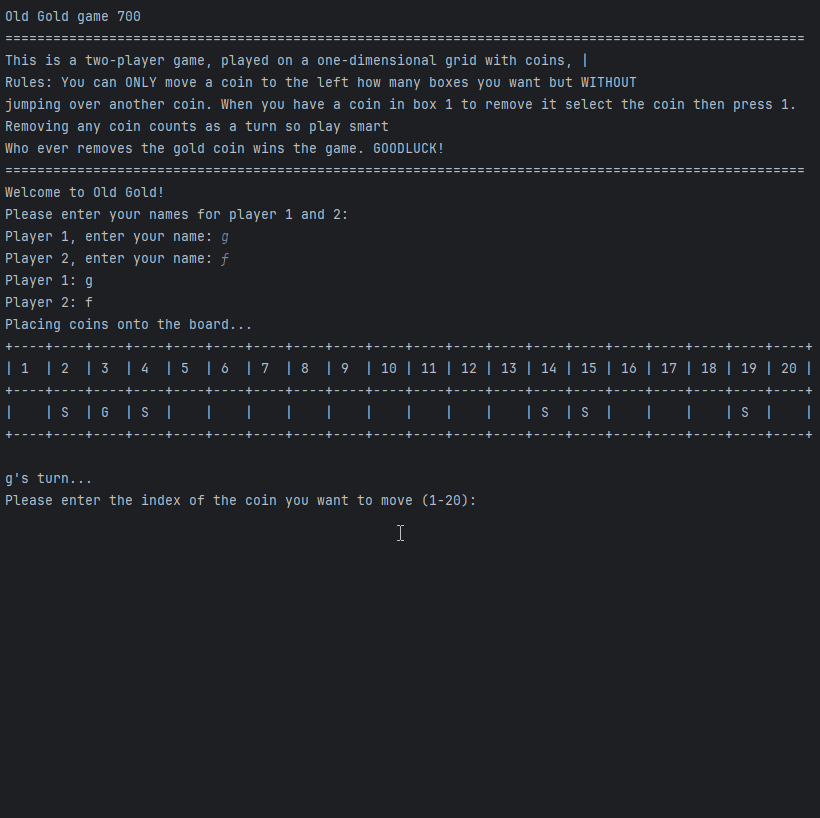 Old Gold game 700
====================================================================================================
This is a two-player game, played on a one-dimensional grid with coins, |
Rules: You can ONLY move a coin to the left how many boxes you want but WITHOUT
jumping over another coin. When you have a coin in box 1 to remove it select the coin then press 1.
Removing any coin counts as a turn so play smart
Who ever removes the gold coin wins the game. GOODLUCK!
====================================================================================================
Welcome to Old Gold!
Please enter your names for player 1 and 2:
Player 1, enter your name: g
Player 2, enter your name: f
Player 1: g
Player 2: f
Placing coins onto the board...
+----+----+----+----+----+----+----+----+----+----+----+----+----+----+----+----+----+----+----+----+
| 1  | 2  | 3  | 4  | 5  | 6  | 7  | 8  | 9  | 10 | 11 | 12 | 13 | 14 | 15 | 16 | 17 | 18 | 19 | 20 |
+----+----+----+----+----+----+----+----+----+----+----+----+----+----+----+----+----+----+----+----+
|    | S  | G  | S  |    |    |    |    |    |    |    |    |    | S  | S  |    |    |    | S  |    |
+----+----+----+----+----+----+----+----+----+----+----+----+----+----+----+----+----+----+----+----+
g's turn...
Please enter the index of the coin you want to move (1-20):